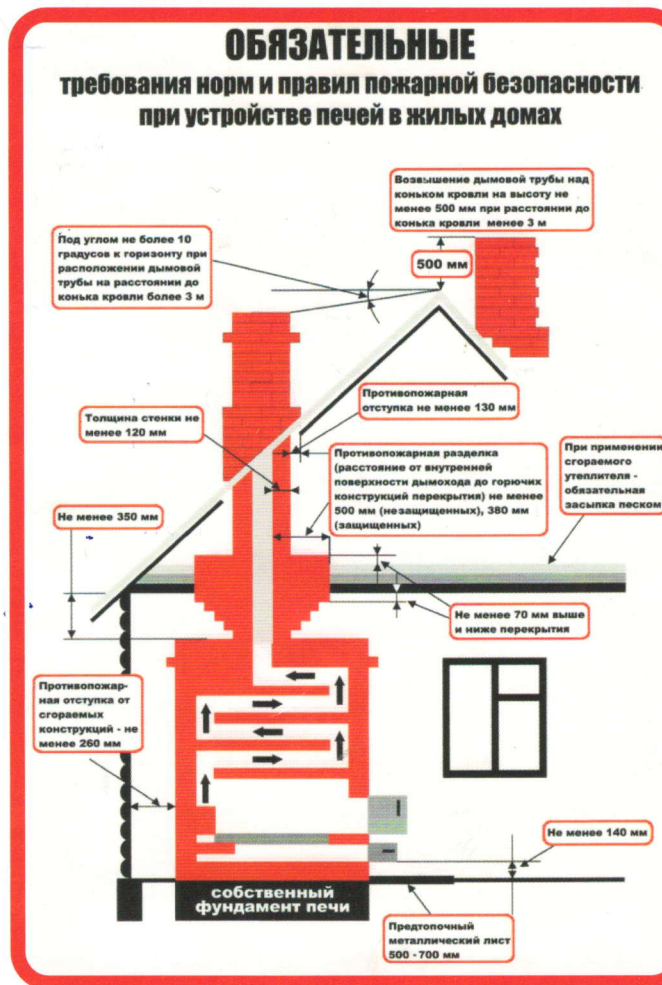 ОБЯЗАТЕЛЬНЫЕ
требования норм и правил пожарной безопасности
при устройстве печей в жилых домах
Возвышение дымовой трубы над
коньком кровли на высоту не
менее 500 мм при расстоянии до
конька кровли менее 3 м
Под углом не более 10
градусов к горизонту при
расположении дымовой
трубы на расстоянии до
конька кровли более 3 м
500 мм
Противопожарная
отступка не менее 130 мм
Толщина стенки не
менее 120 мм
Противопожарная разделка
(расстояние от внутренней
поверхности дымохода до горючих
конструкций перекрытия) не менее
500 мм (незащищенных), 380 мм
(защищенных)
При применении
сгораемого
утеплителя -
обязательная
засыпка песком
Не менее 350 мм
Не менее 70 мм выше
и ниже перекрытия
Противопожар-
ная отступка от
сгораемых
конструкций - не
менее 260 мм
Не менее 140 мм
собственный
фундамент печи
Предтопочный
металлический лист
500 - 700 мм